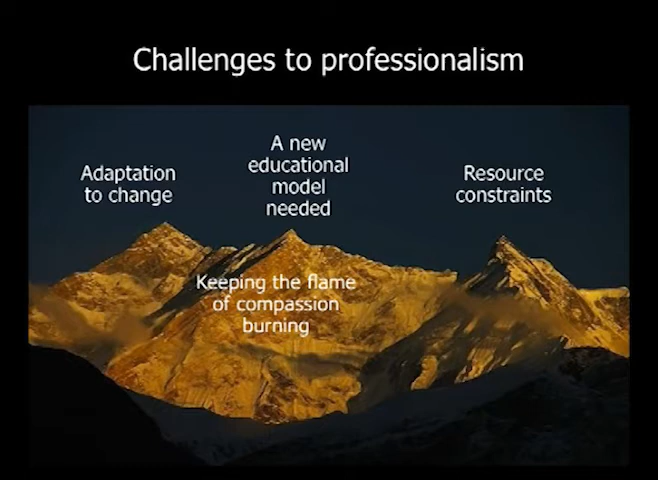 Challenges to professionalism
Adaptation
to change
A new
educational
model
needed
Resource
constraints
Keeping the flame
of compassion
burning